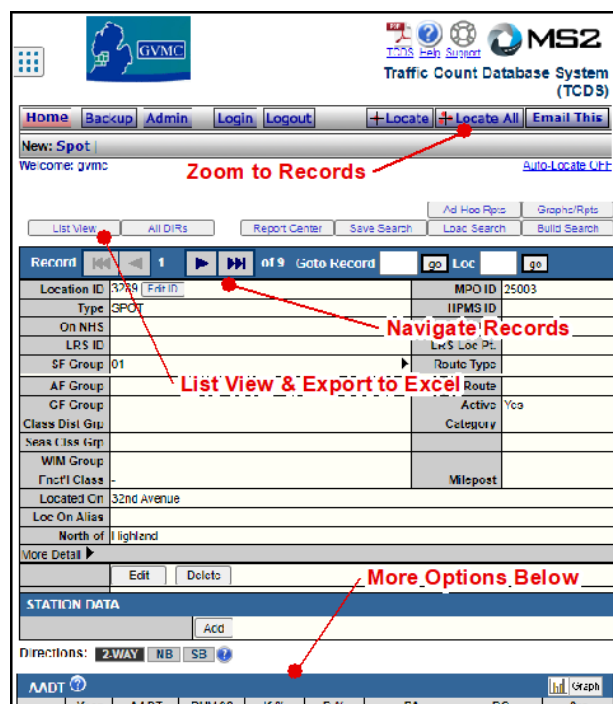 GVMC
PDF
TCDS Help Support
MS2
Traffic Count Database System
(TCDS)
Home Backup Admin Login Logout Locate Locate All Email This
New: Spot |
Zoom to Records
Welcome: gvmc Auto-Locate OFF
Ad Hoc Rpts Graphs/Rpts
List View All DIRs Report Center Save Search Load Search Build Search
Record 1 of 9 Goto Record go Loc go
Location ID 3289 Edit ID MPO ID 25003
Type SPOT HPMS ID
On NHS
Navigate Records
LRS ID LRS Loc Pt.
SF Group 01 Route Type
List View & Export to Excel
AF Group Route
GF Group Active Yes
Class Dist Grp Category
Seas Clss Grp
WIM Group
Fnct'l Class - Milepost
Located On 32nd Avenue
Loc On Alias
North of Highland
More Detail
Edit Delete
More Options Below
STATION DATA
Add
Directions: 2-WAY NB SB
AADT Graph
AADT